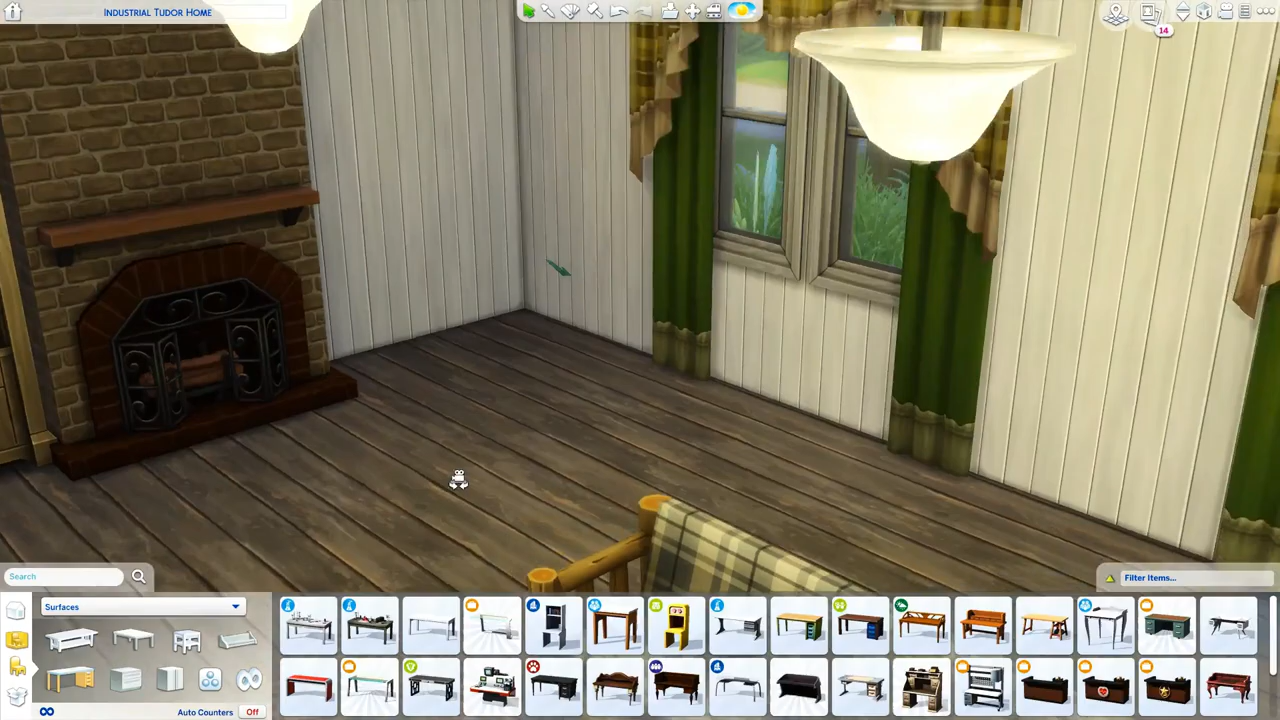 INDUSTRIAL TUDOR HOME
14
Search
Filter Items...
Surfaces
Auto Counters
Off